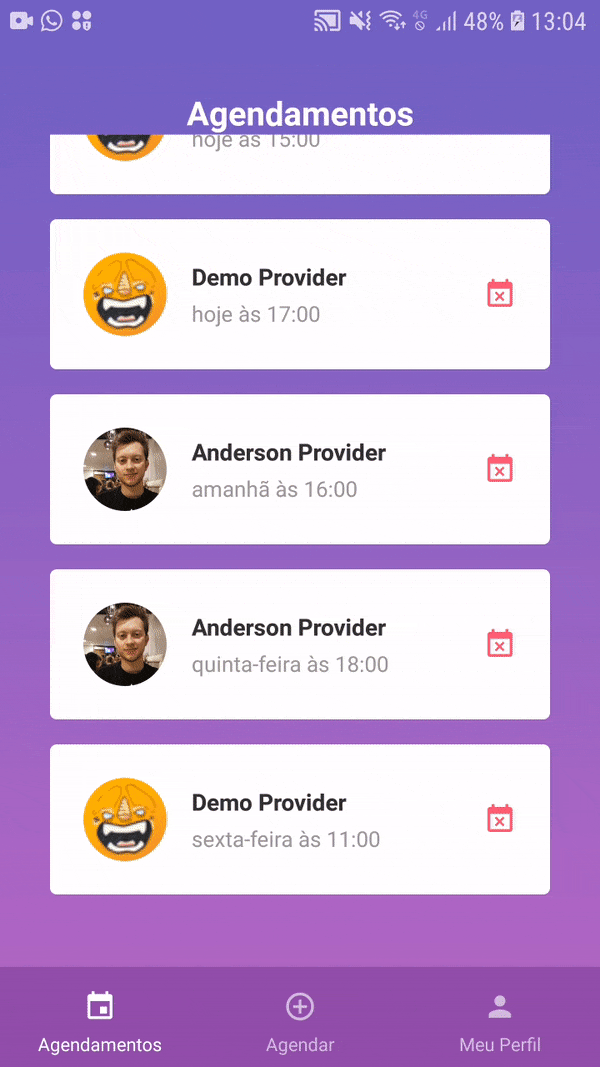 4G 48% 13:04
Agendamentos
hoje às 15:00
Demo Provider
hoje às 17:00
Anderson Provider
amanhã às 16:00
Anderson Provider
quinta-feira às 18:00
Demo Provider
sexta-feira às 11:00
Agendamentos Agendar Meu Perfil